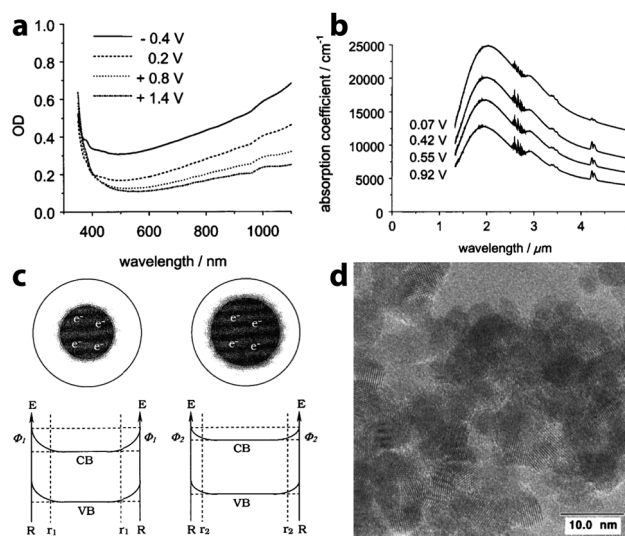 a
- 0.4 V
0.2 V
+ 0.8 V
+ 1.4 V
OD
1.0
0.8
0.6
0.4
0.2
0.0
400
600
800
1000
wavelength / nm
b
absorption coefficient / cm⁻¹
25000
20000
15000
10000
5000
0.07 V
0.42 V
0.55 V
0.92 V
0
1
2
3
4
wavelength / µm
c
e⁻ e⁻
e⁻ e⁻
e⁻ e⁻
e⁻ e⁻
E E E E
Φ1 Φ1 Φ2 Φ2
CB CB
VB VB
R r1 r1 R R r2 r2 R
d
10.0 nm